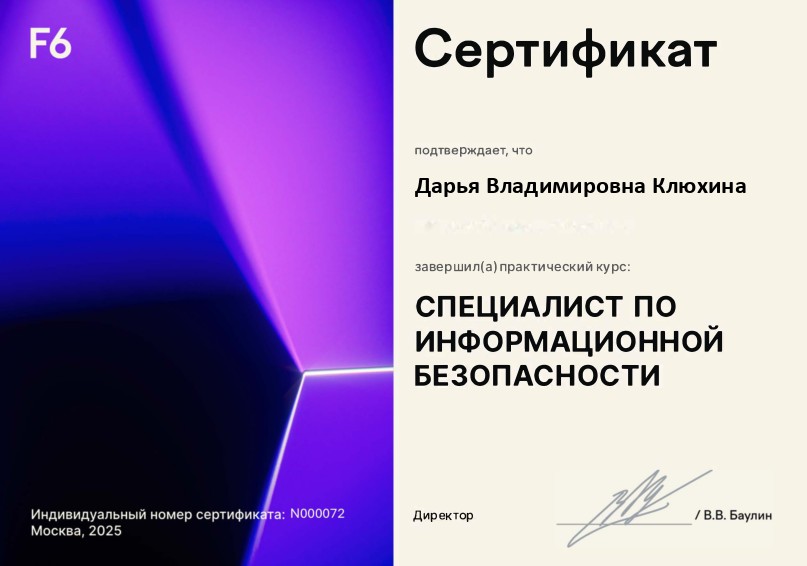 F6
Сертификат
подтверждает, что
Дарья Владимировна Клюхина
завершил(а) практический курс:
СПЕЦИАЛИСТ ПО
ИНФОРМАЦИОННОЙ
БЕЗОПАСНОСТИ
Индивидуальный номер сертификата: N000072
Москва, 2025
Директор / В.В. Баулин